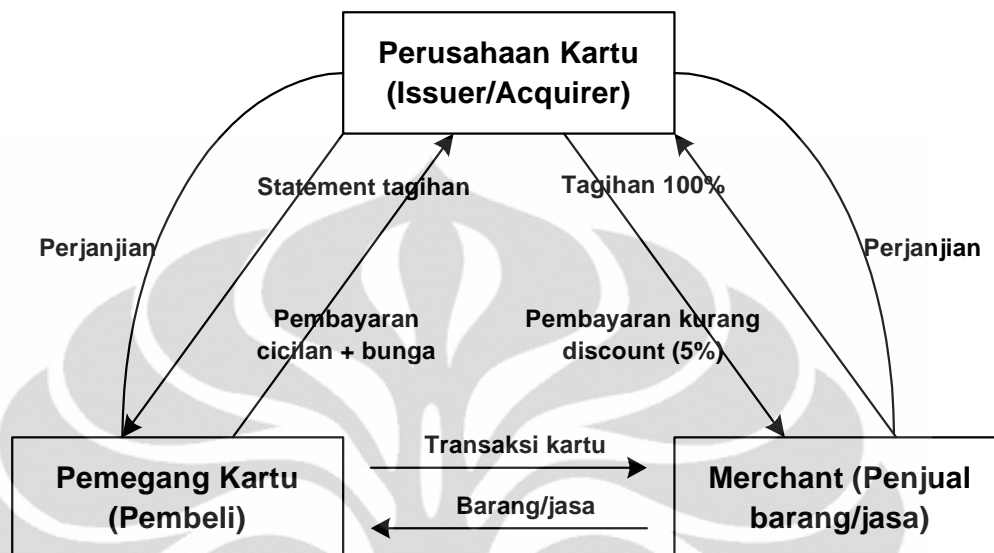 Perusahaan Kartu
(Issuer/Acquirer)
Statement tagihan
Tagihan 100%
Perjanjian
Perjanjian
Pembayaran
cicilan + bunga
Pembayaran kurang
discount (5%)
Transaksi kartu
Pemegang Kartu
(Pembeli)
Barang/jasa
Merchant (Penjual
barang/jasa)